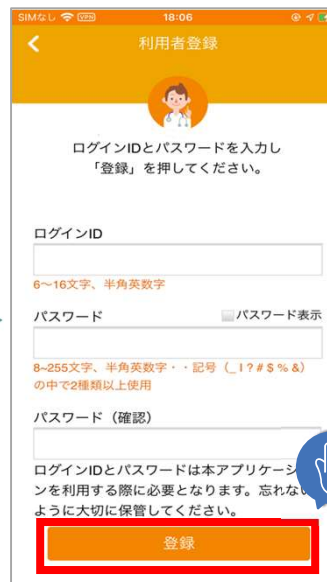 SIMなし VPN 18:06
利用者登録
ログインIDとパスワードを入力し
「登録」を押してください。
ログインID
6〜16文字、半角英数字
パスワード パスワード表示
8~255文字、半角英数字・・記号（_ ! ? # $ % &）
の中で2種類以上使用
パスワード（確認）
ログインIDとパスワードは本アプリケーシ
ンを利用する際に必要となります。忘れない
ように大切に保管してください。
登録